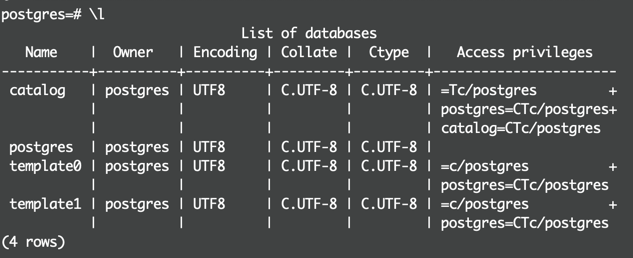 postgres=# \l
                              List of databases
   Name    |  Owner   | Encoding | Collate |  Ctype  |   Access privileges
-----------+----------+----------+---------+---------+-----------------------
 catalog   | postgres | UTF8     | C.UTF-8 | C.UTF-8 | =Tc/postgres         +
           |          |          |         |         | postgres=CTc/postgres+
           |          |          |         |         | catalog=CTc/postgres
 postgres  | postgres | UTF8     | C.UTF-8 | C.UTF-8 |
 template0 | postgres | UTF8     | C.UTF-8 | C.UTF-8 | =c/postgres          +
           |          |          |         |         | postgres=CTc/postgres
 template1 | postgres | UTF8     | C.UTF-8 | C.UTF-8 | =c/postgres          +
           |          |          |         |         | postgres=CTc/postgres
(4 rows)